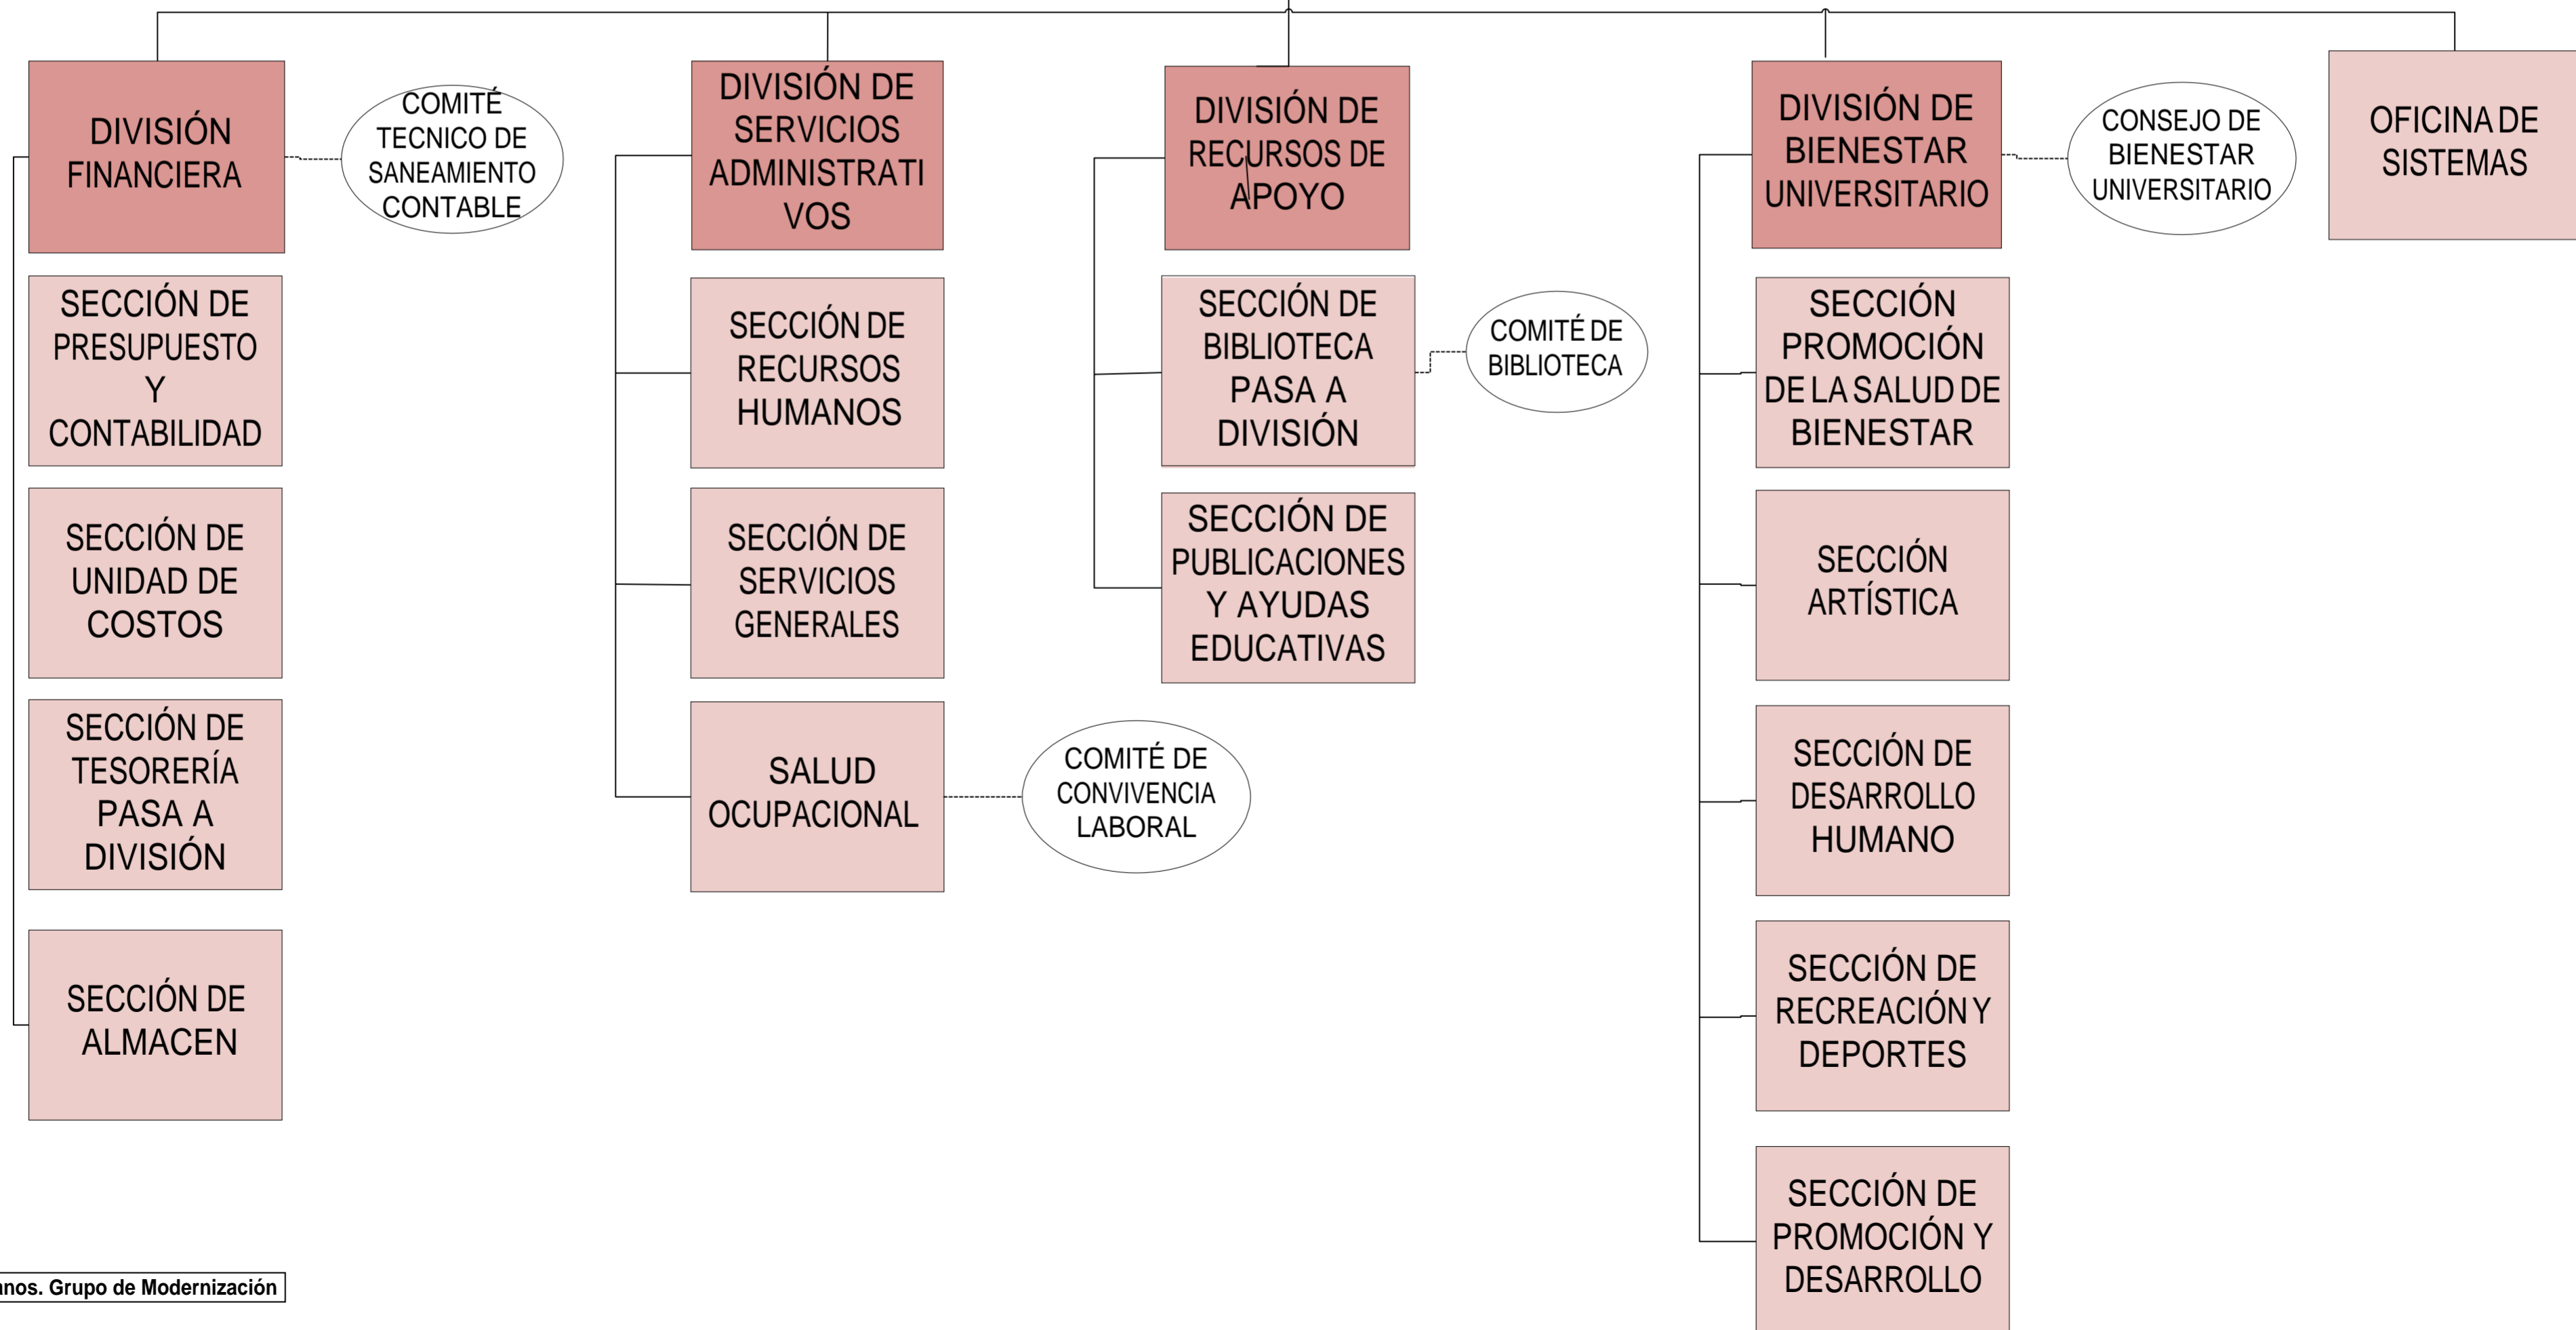 DIVISIÓN
FINANCIERA
COMITÉ
TECNICO DE
SANEAMIENTO
CONTABLE
DIVISIÓN DE
SERVICIOS
ADMINISTRATI
VOS
DIVISIÓN DE
RECURSOS DE
APOYO
DIVISIÓN DE
BIENESTAR
UNIVERSITARIO
CONSEJO DE
BIENESTAR
UNIVERSITARIO
OFICINA DE
SISTEMAS
SECCIÓN DE
PRESUPUESTO
Y
CONTABILIDAD
SECCIÓN DE
RECURSOS
HUMANOS
SECCIÓN DE
BIBLIOTECA
PASA A
DIVISIÓN
COMITÉ DE
BIBLIOTECA
SECCIÓN
PROMOCIÓN
DE LA SALUD DE
BIENESTAR
SECCIÓN DE
UNIDAD DE
COSTOS
SECCIÓN DE
SERVICIOS
GENERALES
SECCIÓN DE
PUBLICACIONES
Y AYUDAS
EDUCATIVAS
SECCIÓN
ARTÍSTICA
SECCIÓN DE
TESORERÍA
PASA A
DIVISIÓN
SALUD
OCUPACIONAL
COMITÉ DE
CONVIVENCIA
LABORAL
SECCIÓN DE
DESARROLLO
HUMANO
SECCIÓN DE
ALMACEN
SECCIÓN DE
RECREACIÓN Y
DEPORTES
SECCIÓN DE
PROMOCIÓN Y
DESARROLLO
anos. Grupo de Modernización